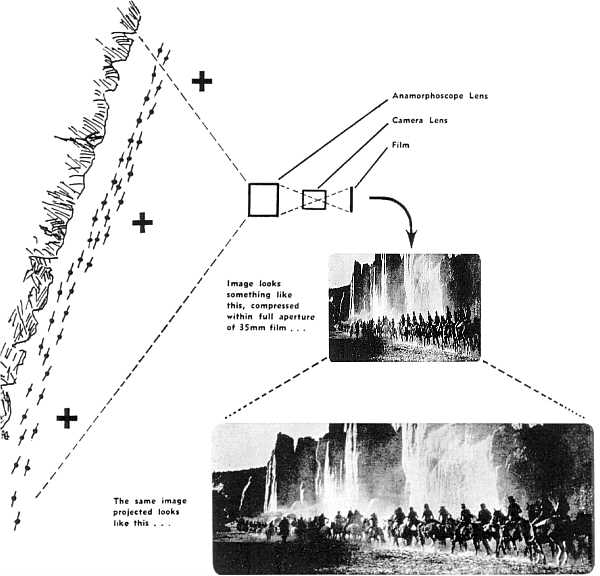 Anamorphoscope Lens
Camera Lens
Film
Image looks
something like
this, compressed
within full aperture
of 35mm film . . .
The same image
projected looks
like this . . .